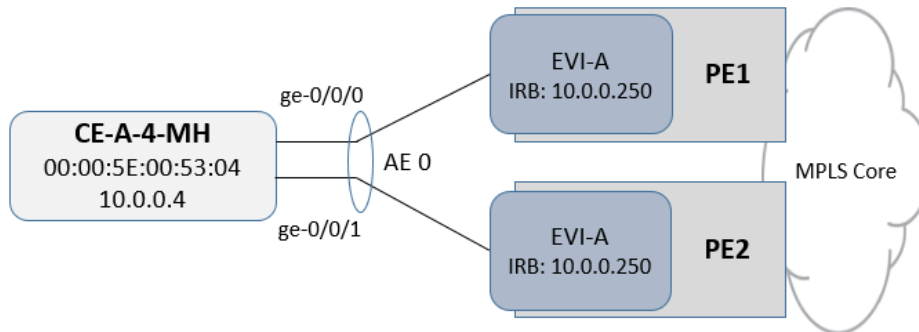 CE-A-4-MH
00:00:5E:00:53:04
10.0.0.4
ge-0/0/0
AE 0
ge-0/0/1
EVI-A
IRB: 10.0.0.250
PE1
EVI-A
IRB: 10.0.0.250
PE2
MPLS Core